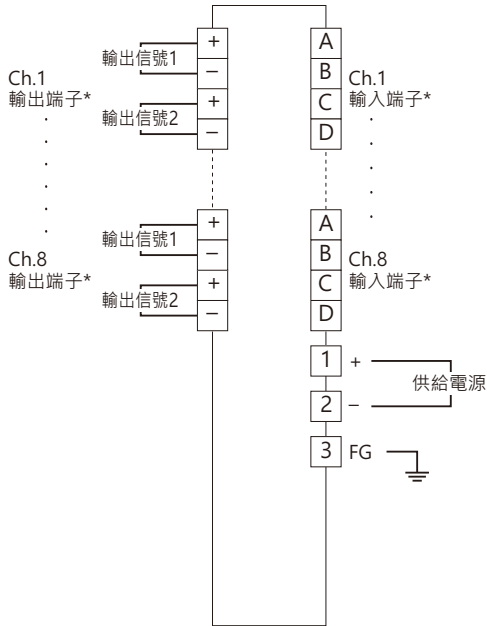 +
輸出信號1
–
Ch.1
輸出端子*
+
輸出信號2
–
A
B
C
D
Ch.1
輸入端子*
+
輸出信號1
–
Ch.8
輸出端子*
+
輸出信號2
–
A
B
C
D
Ch.8
輸入端子*
1 +
供給電源
2 –
3 FG